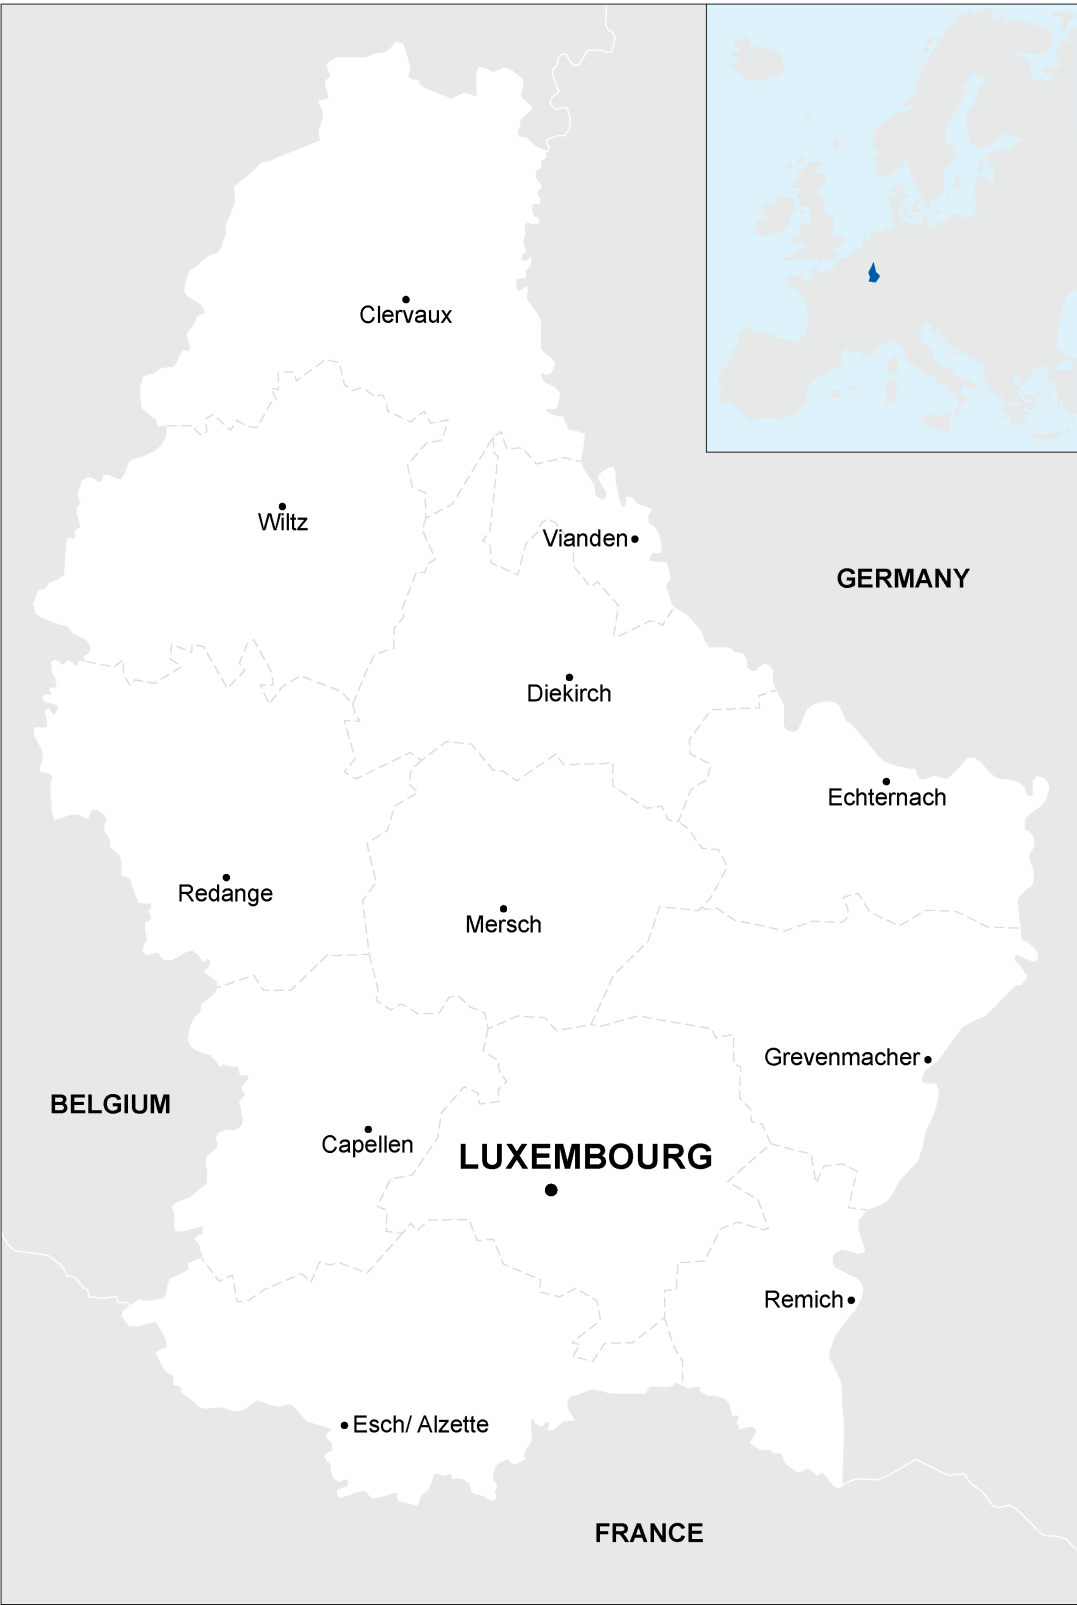 Clervaux
Wiltz
Vianden
GERMANY
Diekirch
Echternach
Redange
Mersch
Grevenmacher
BELGIUM
Capellen
LUXEMBOURG
Remich
Esch/ Alzette
FRANCE